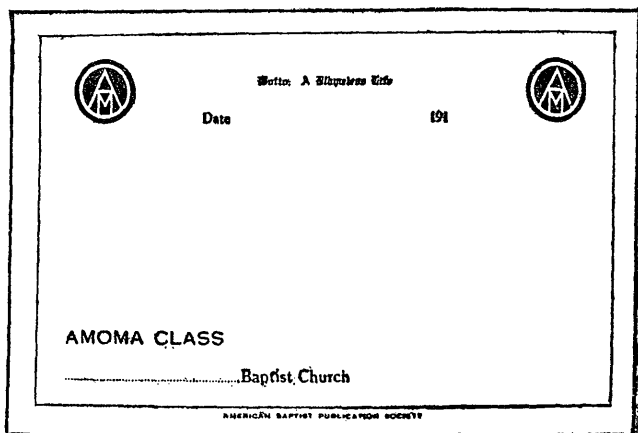 Motto: A Blameless Life
Date 191
AMOMA CLASS
Baptist Church
AMERICAN BAPTIST PUBLICATION SOCIETY